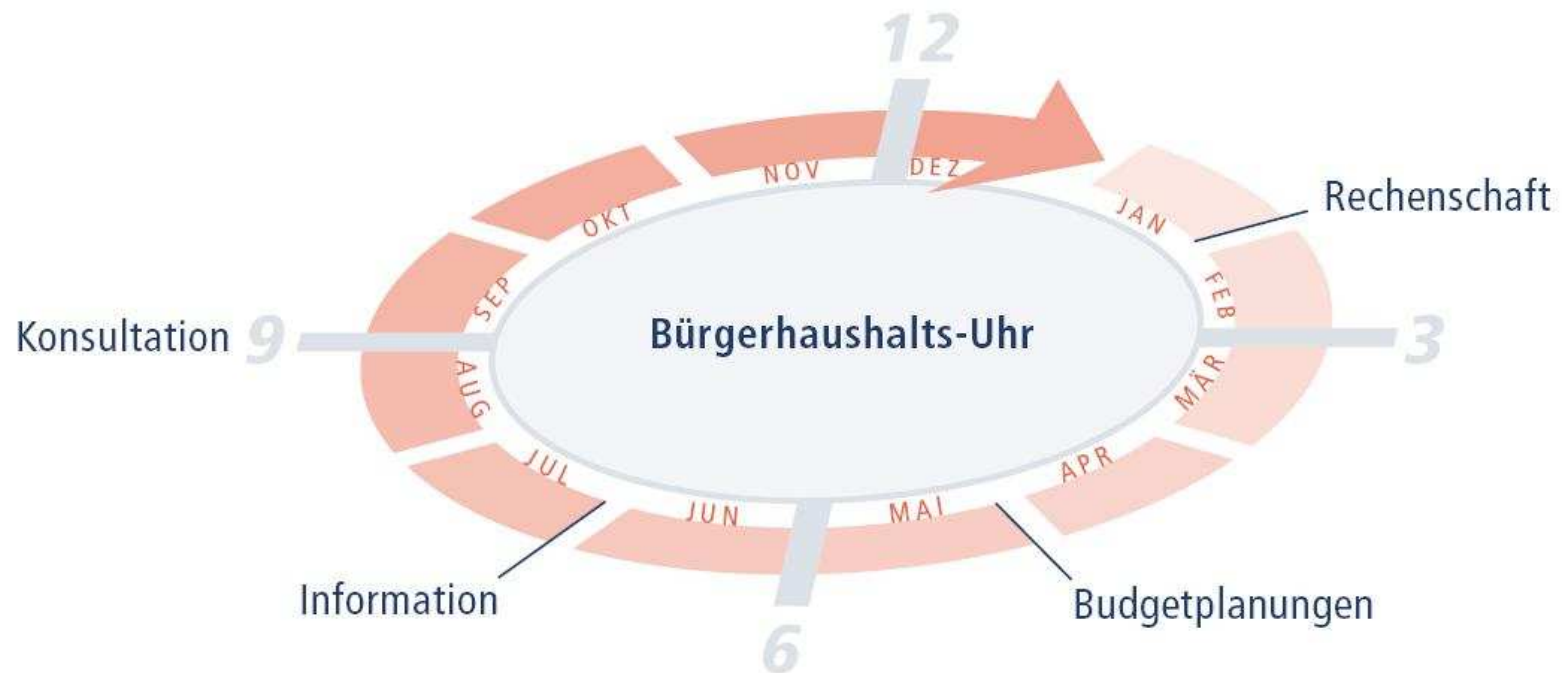 12
NOV
DEZ
OKT
JAN
Rechenschaft
SEP
FEB
Bürgerhaushalts-Uhr
Konsultation 9
3
AUG
MÄR
JUL
APR
JUN
MAI
Information
Budgetplanungen
6